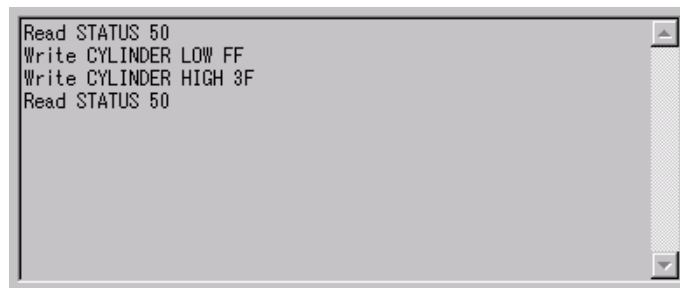 Read STATUS 50
Write CYLINDER LOW FF
Write CYLINDER HIGH 3F
Read STATUS 50